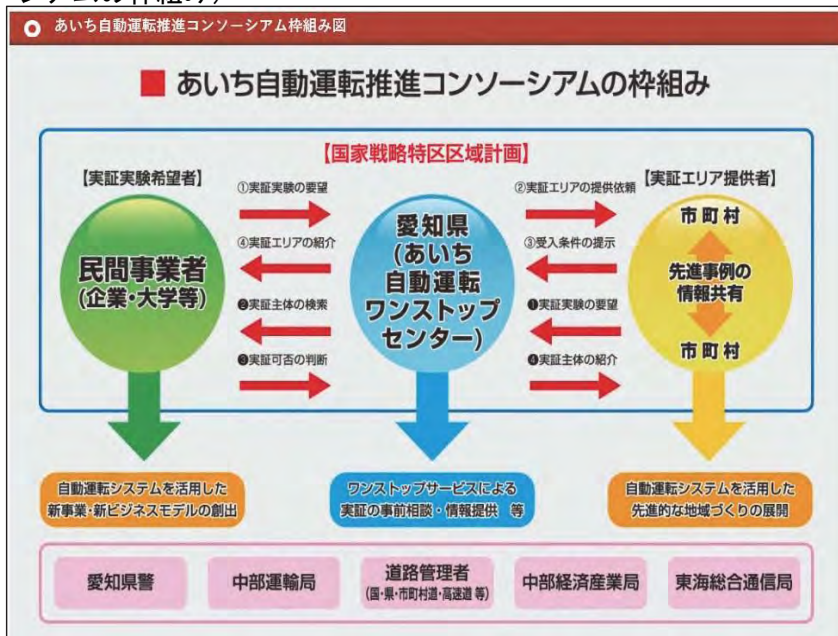 シアムの枠組み)
あいち自動運転推進コンソーシアム枠組み図
■ あいち自動運転推進コンソーシアムの枠組み
【国家戦略特区区域計画】
【実証実験希望者】
【実証エリア提供者】
①実証実験の要望
②実証エリアの提供依頼
④実証エリアの紹介
③受入条件の提示
❷実証主体の検索
❶実証実験の要望
❸実証可否の判断
❹実証主体の紹介
民間事業者
(企業・大学等)
愛知県
(あいち
自動運転
ワンストップ
センター)
市町村
先進事例の
情報共有
市町村
自動運転システムを活用した
新事業・新ビジネスモデルの創出
ワンストップサービスによる
実証の事前相談・情報提供 等
自動運転システムを活用した
先進的な地域づくりの展開
愛知県警
中部運輸局
道路管理者
(国・県・市町村道・高速道 等)
中部経済産業局
東海総合通信局